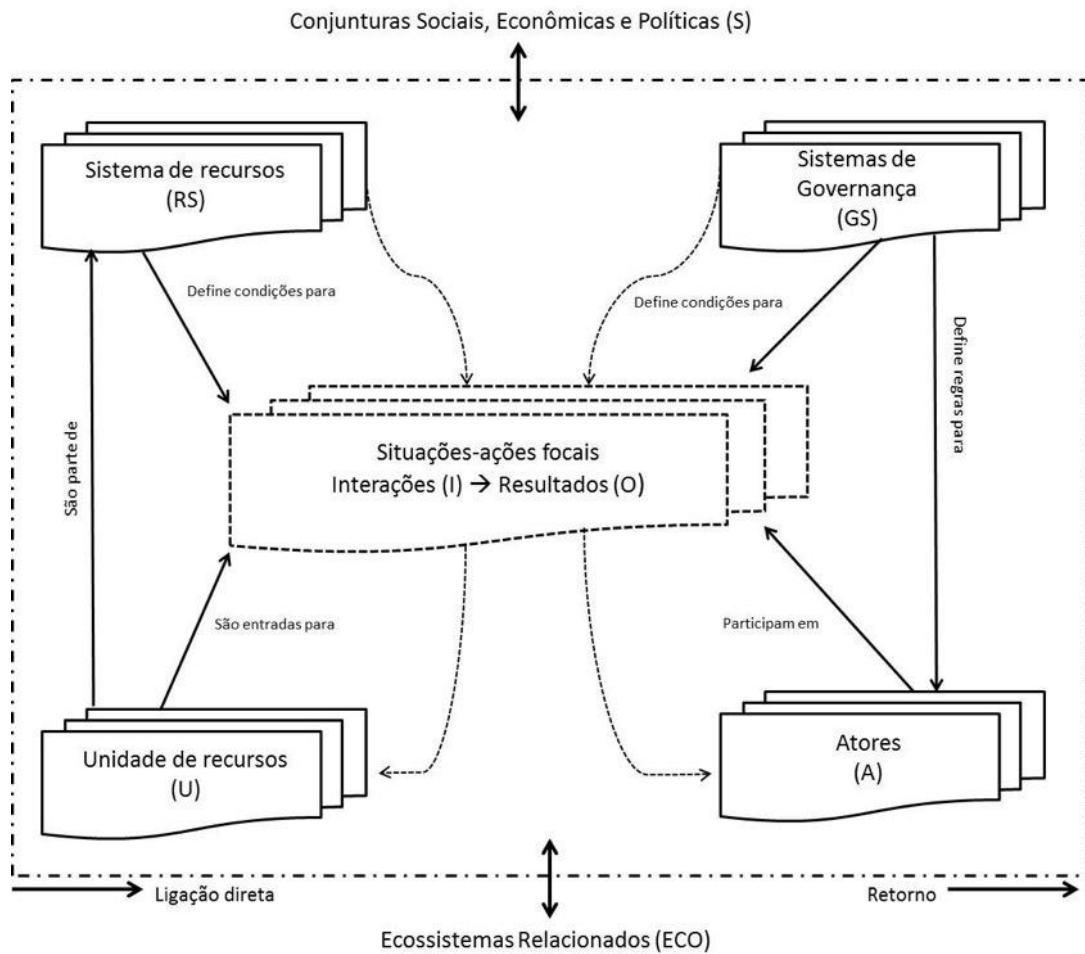 Conjunturas Sociais, Econômicas e Políticas (S)
Sistema de recursos
(RS)
Sistemas de
Governança
(GS)
Define condições para
Define condições para
Define regras para
São parte de
Situações-ações focais
Interações (I) → Resultados (O)
São entradas para
Participam em
Unidade de recursos
(U)
Atores
(A)
Ligação direta
Retorno
Ecossistemas Relacionados (ECO)